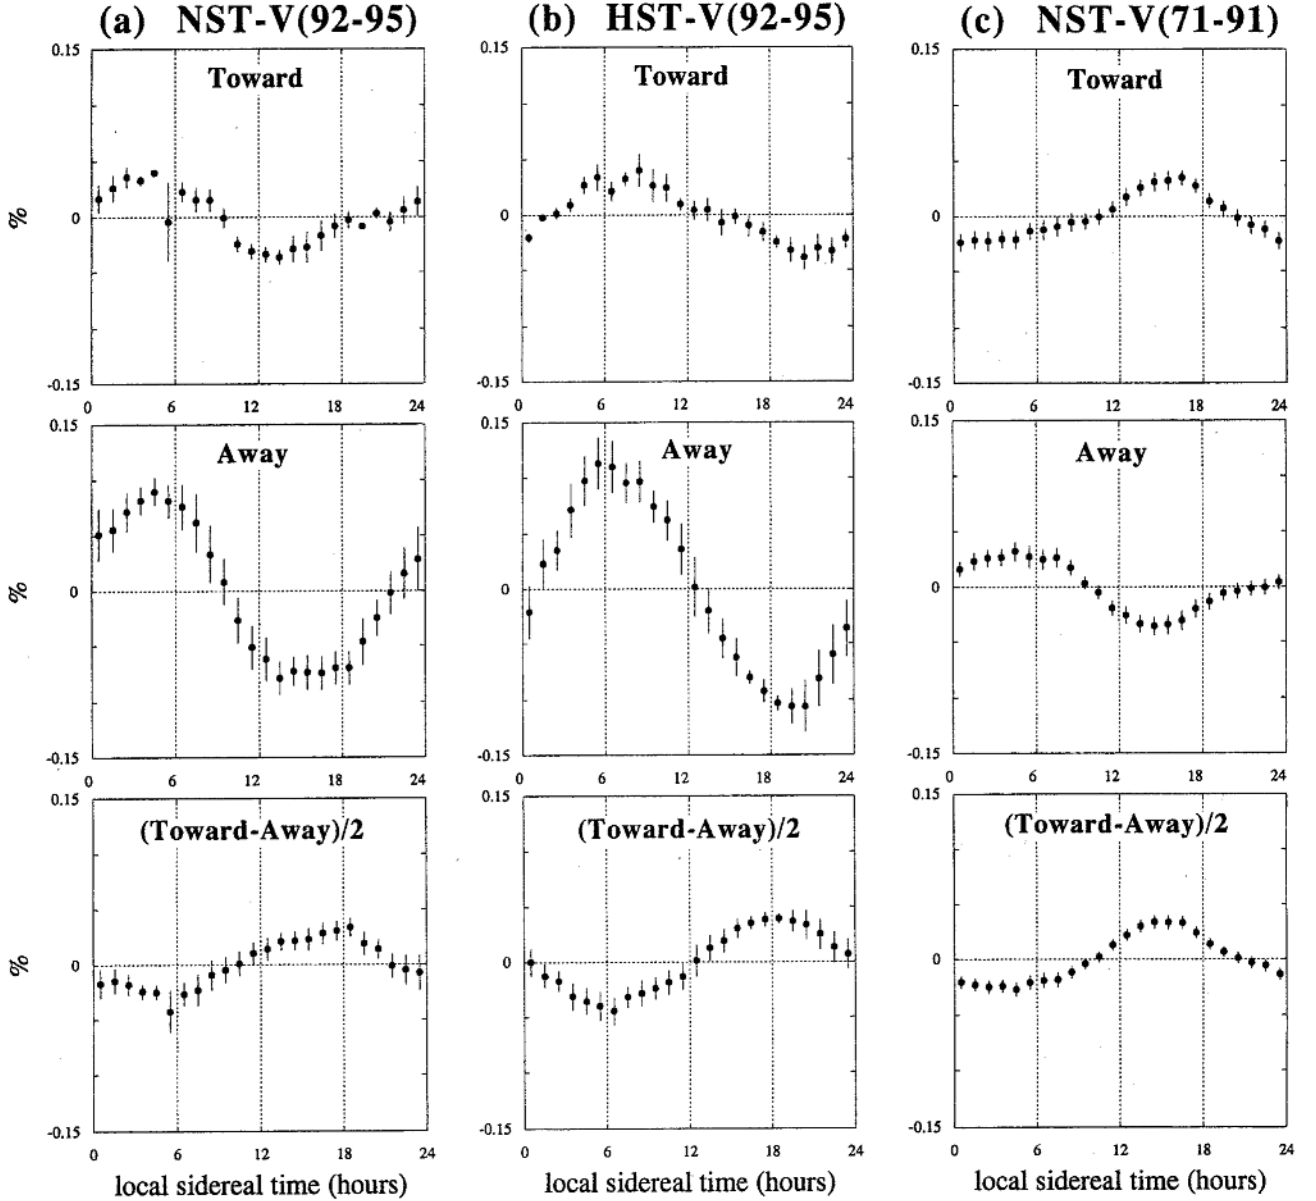 (a) NST-V(92-95)
(b) HST-V(92-95)
(c) NST-V(71-91)
0.15
Toward
%
0
-0.15
0 6 12 18 24
0.15
Toward
0
-0.15
0 6 12 18 24
0.15
Toward
0
-0.15
0 6 12 18 24
0.15
Away
%
0
-0.15
0 6 12 18 24
0.15
Away
0
-0.15
0 6 12 18 24
0.15
Away
0
-0.15
0 6 12 18 24
0.15
(Toward-Away)/2
%
0
-0.15
0 6 12 18 24
local sidereal time (hours)
0.15
(Toward-Away)/2
0
-0.15
0 6 12 18 24
local sidereal time (hours)
0.15
(Toward-Away)/2
0
-0.15
0 6 12 18 24
local sidereal time (hours)